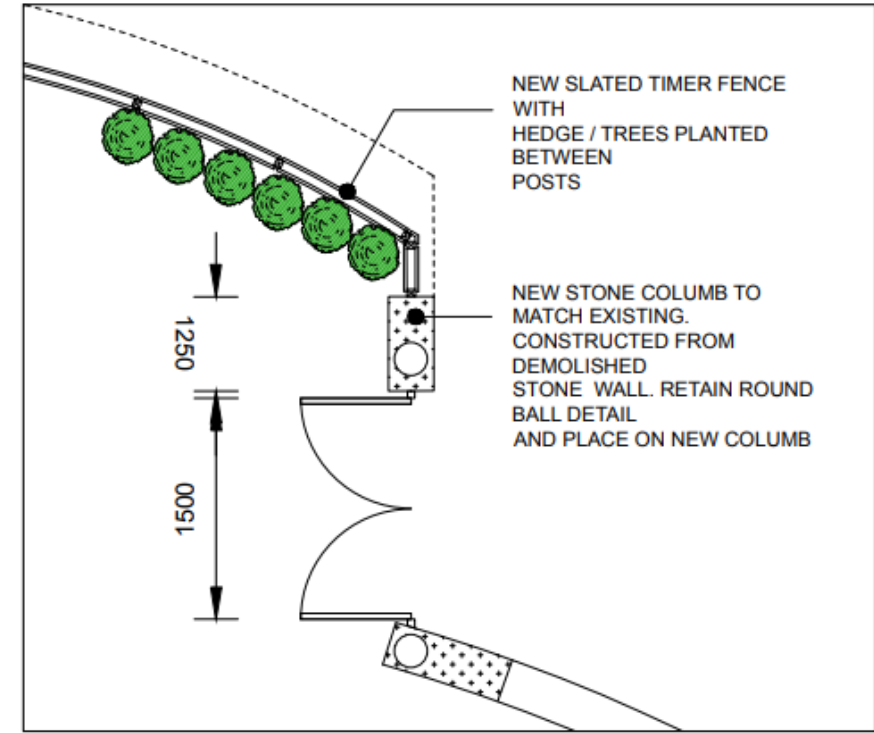 NEW SLATED TIMER FENCE
WITH
HEDGE / TREES PLANTED
BETWEEN
POSTS
NEW STONE COLUMB TO
MATCH EXISTING.
CONSTRUCTED FROM
DEMOLISHED
STONE WALL. RETAIN ROUND
BALL DETAIL
AND PLACE ON NEW COLUMB
1250
1500